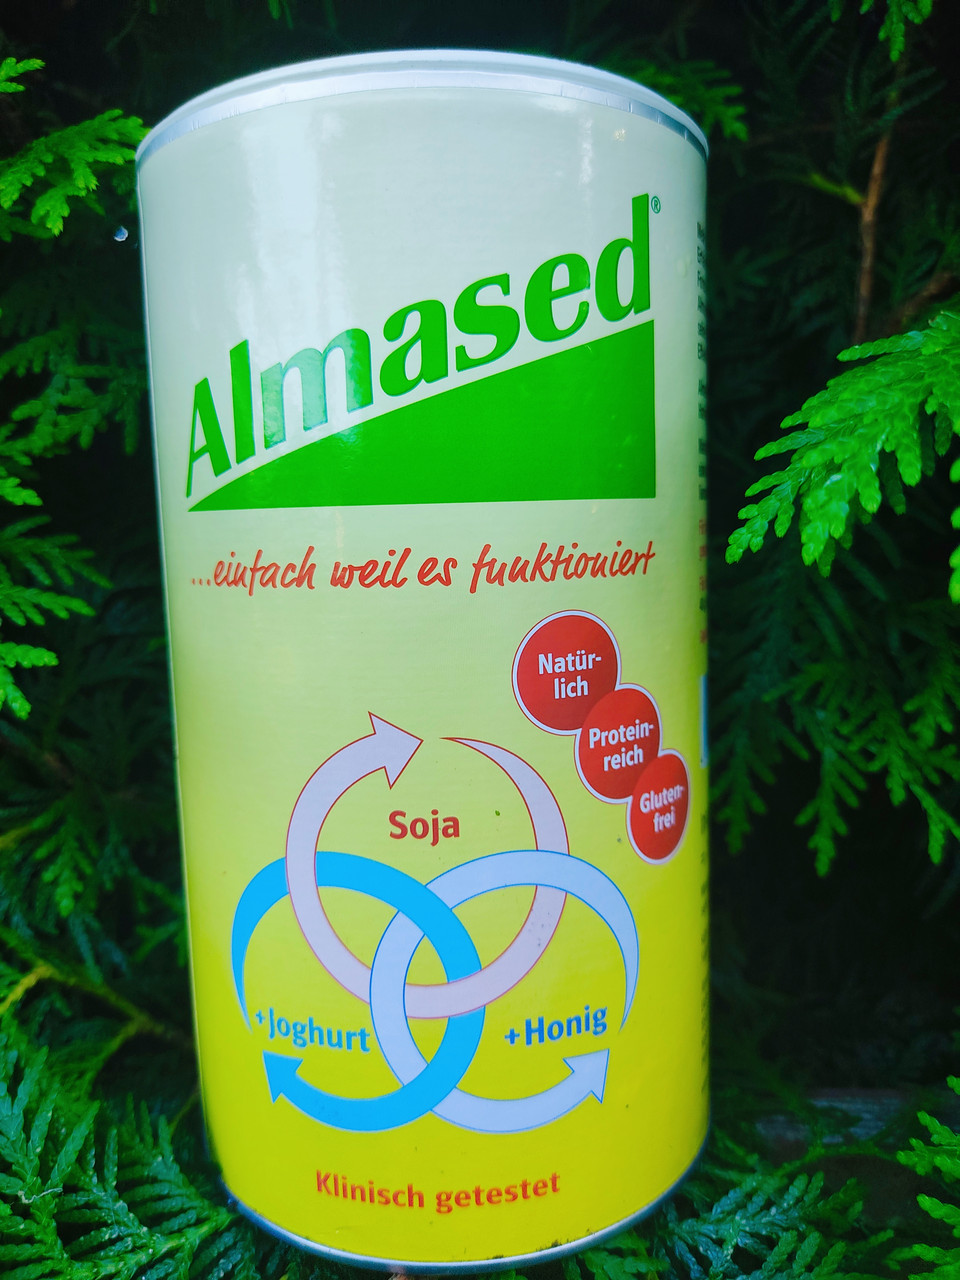 Almased®
...einfach weil es funktioniert
Natür-
lich
Protein-
reich
Gluten-
frei
Soja
+Joghurt
+Honig
Klinisch getestet